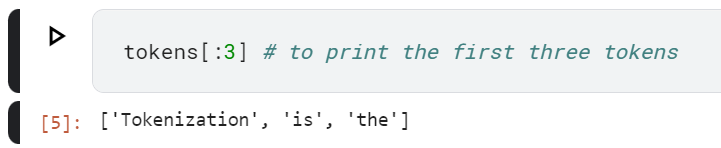 tokens[:3] # to print the first three tokens
[5]: ['Tokenization', 'is', 'the']